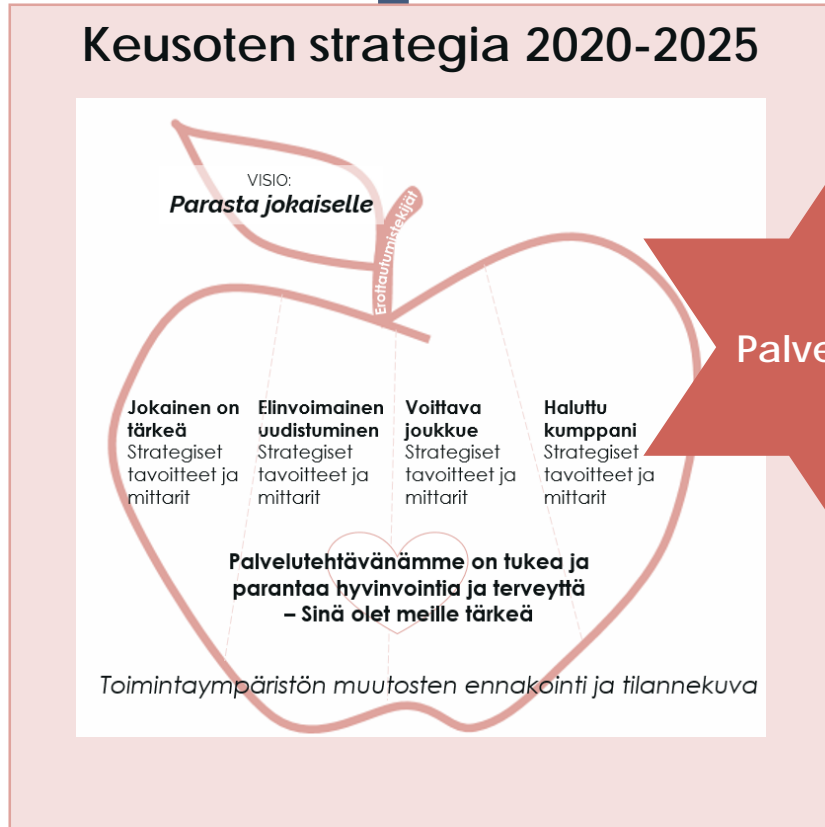 Keusoten strategia 2020-2025
VISIO:
Parasta jokaiselle
Erottautumistekijät
Palve
Jokainen on
tärkeä
Strategiset
tavoitteet ja
mittarit
Elinvoimainen
uudistuminen
Strategiset
tavoitteet ja
mittarit
Voittava
joukkue
Strategiset
tavoitteet ja
mittarit
Haluttu
kumppani
Strategiset
tavoitteet ja
mittarit
Palvelutehtävänämme on tukea ja
parantaa hyvinvointia ja terveyttä
– Sinä olet meille tärkeä
Toimintaympäristön muutosten ennakointi ja tilannekuva